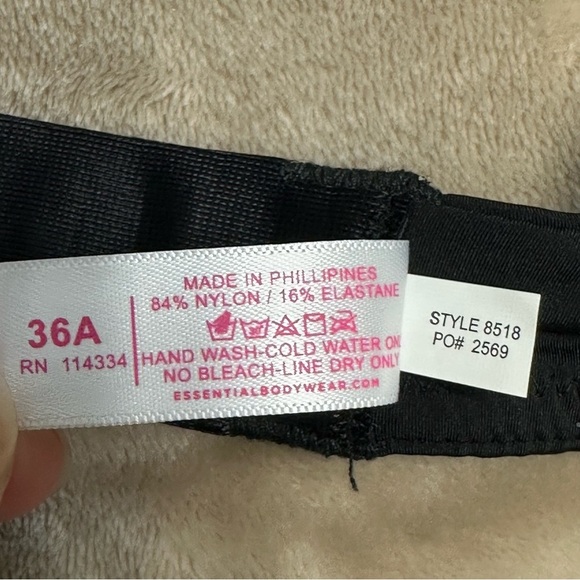 36A
RN 114334
MADE IN PHILLIPINES
84% NYLON / 16% ELASTANE
HAND WASH-COLD WATER
NO BLEACH-LINE DRY ONLY
ESSENTIALBODYWEAR.COM
STYLE 8518
PO# 2569